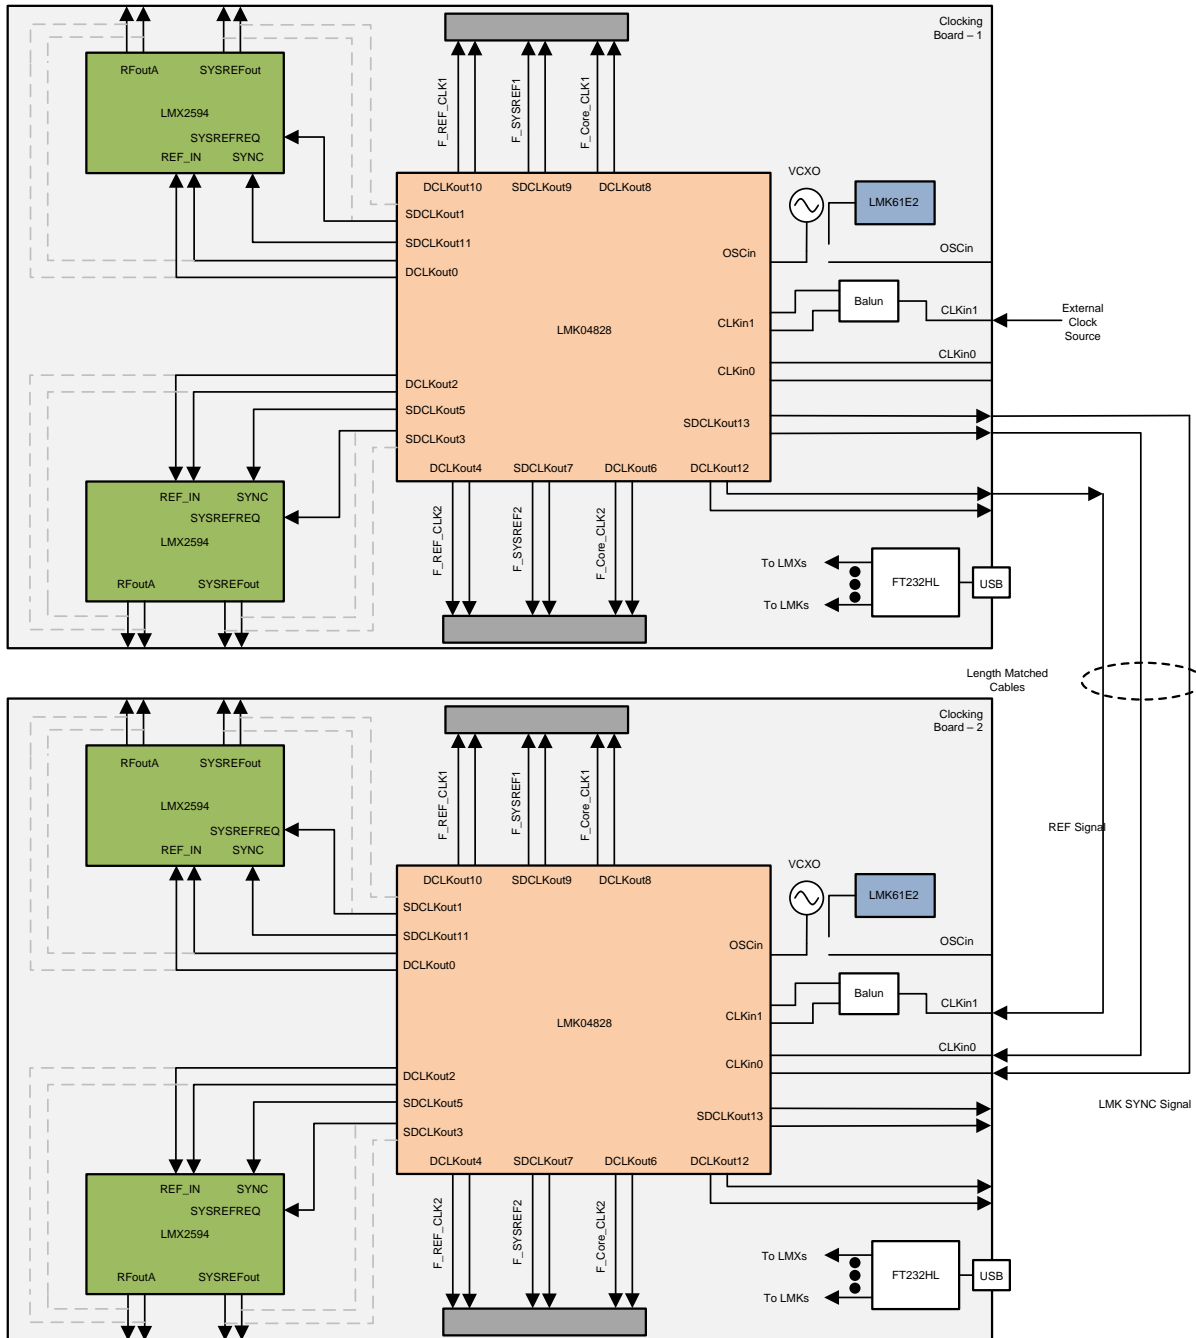 Clocking
Board – 1
RFoutA
SYSREFout
LMX2594
SYSREFREQ
REF_IN
SYNC
F_REF_CLK1
F_SYSREF1
F_Core_CLK1
DCLKout10
SDCLKout9
DCLKout8
VCXO
LMK61E2
SDCLKout1
SDCLKout11
DCLKout0
OSCin
OSCin
Balun
CLKin1
CLKin1
External
Clock
Source
LMK04828
CLKin0
CLKin0
DCLKout2
SDCLKout5
SDCLKout3
SDCLKout13
DCLKout4
SDCLKout7
DCLKout6
DCLKout12
REF_IN
SYNC
SYSREFREQ
LMX2594
RFoutA
SYSREFout
F_REF_CLK2
F_SYSREF2
F_Core_CLK2
To LMXs
To LMKs
FT232HL
USB
Length Matched
Cables
Clocking
Board – 2
RFoutA
SYSREFout
LMX2594
SYSREFREQ
REF_IN
SYNC
F_REF_CLK1
F_SYSREF1
F_Core_CLK1
DCLKout10
SDCLKout9
DCLKout8
VCXO
LMK61E2
REF Signal
SDCLKout1
SDCLKout11
DCLKout0
OSCin
OSCin
Balun
CLKin1
CLKin1
LMK04828
CLKin0
CLKin0
DCLKout2
SDCLKout5
SDCLKout3
SDCLKout13
LMK SYNC Signal
DCLKout4
SDCLKout7
DCLKout6
DCLKout12
REF_IN
SYNC
SYSREFREQ
LMX2594
RFoutA
SYSREFout
F_REF_CLK2
F_SYSREF2
F_Core_CLK2
To LMXs
To LMKs
FT232HL
USB